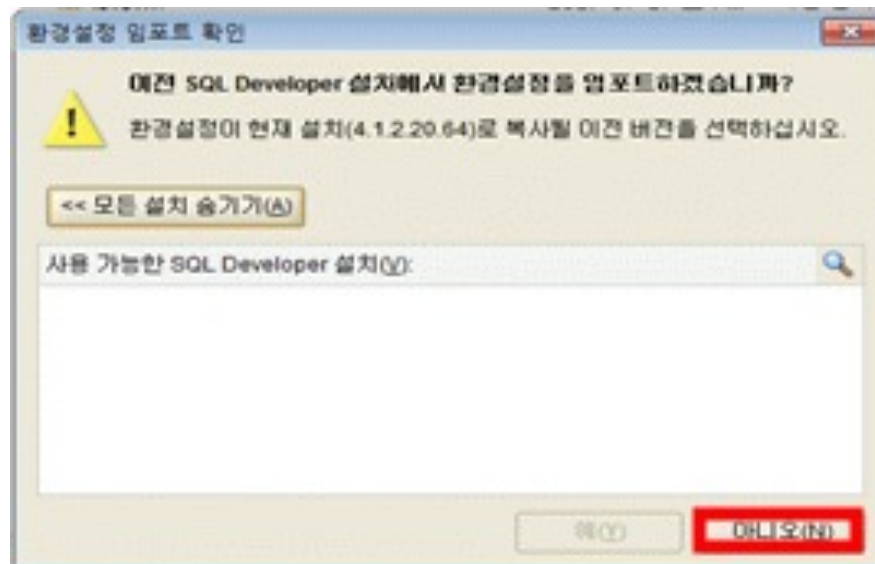 환경설정 임포트 확인
이전 SQL Developer 설치에서 환경설정을 임포트하겠습니까?
환경설정이 현재 설치(4.1.2.20.64)로 복사될 이전 버전을 선택하십시오.
<< 모든 설치 숨기기(A)
사용 가능한 SQL Developer 설치(V):
예(Y)
아니오(N)